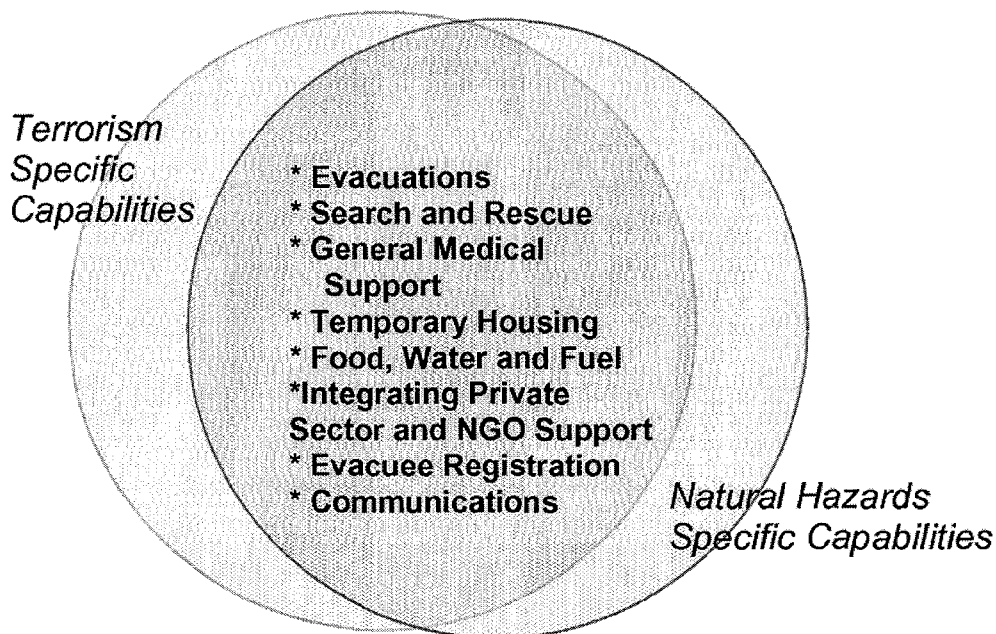 Terrorism
Specific
Capabilities
* Evacuations
* Search and Rescue
* General Medical
Support
* Temporary Housing
* Food, Water and Fuel
*Integrating Private
Sector and NGO Support
* Evacuee Registration
* Communications
Natural Hazards
Specific Capabilities